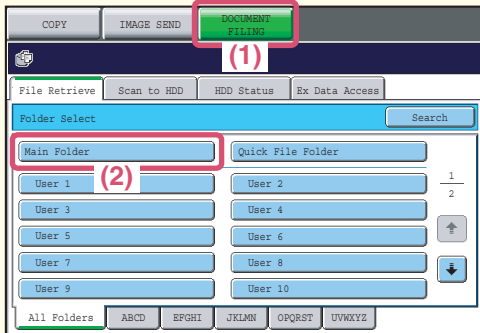 COPY IMAGE SEND DOCUMENT FILING
(1)
File Retrieve Scan to HDD HDD Status Ex Data Access
Folder Select Search
Main Folder Quick File Folder
(2)
User 1 User 2
1
2
User 3 User 4
User 5 User 6
User 7 User 8
User 9 User 10
All Folders ABCD EFGHI JKLMN OPQRST UVWXYZ